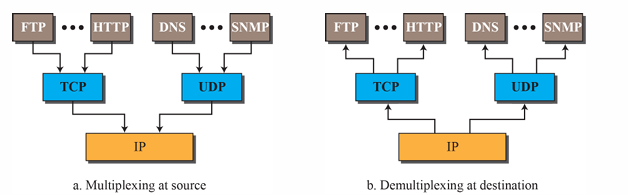 FTP ••• HTTP DNS ••• SNMP
TCP UDP
IP
a. Multiplexing at source
FTP ••• HTTP DNS ••• SNMP
TCP UDP
IP
b. Demultiplexing at destination